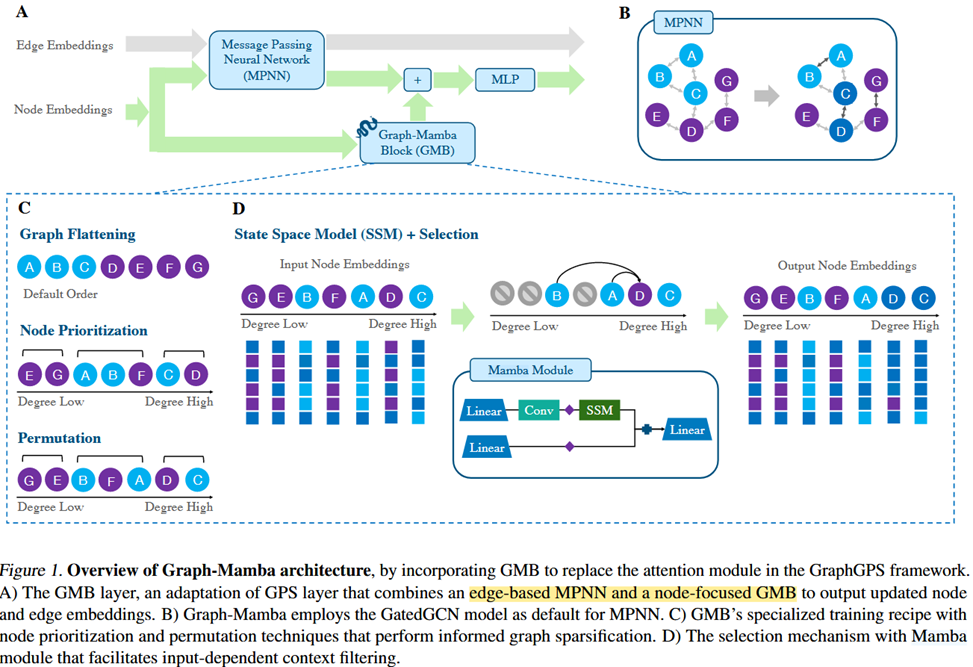 A
Edge Embeddings
Message Passing
Neural Network
(MPNN)
+
MLP
Node Embeddings
Graph-Mamba
Block (GMB)
B
MPNN
A
B
G
C
E
F
D
A
B
G
C
E
F
D
C
Graph Flattening
A B C D E F G
Default Order
Node Prioritization
E G A B F C D
Degree Low Degree High
Permutation
G E B F A D C
Degree Low Degree High
D
State Space Model (SSM) + Selection
Input Node Embeddings
G E B F A D C
Degree Low Degree High
B A D C
Degree Low Degree High
Mamba Module
Linear Conv SSM
Linear
Linear
Output Node Embeddings
G E B F A D C
Degree Low Degree High
Figure 1. Overview of Graph-Mamba architecture, by incorporating GMB to replace the attention module in the GraphGPS framework.
A) The GMB layer, an adaptation of GPS layer that combines an edge-based MPNN and a node-focused GMB to output updated node
and edge embeddings. B) Graph-Mamba employs the GatedGCN model as default for MPNN. C) GMB's specialized training recipe with
node prioritization and permutation techniques that perform informed graph sparsification. D) The selection mechanism with Mamba
module that facilitates input-dependent context filtering.